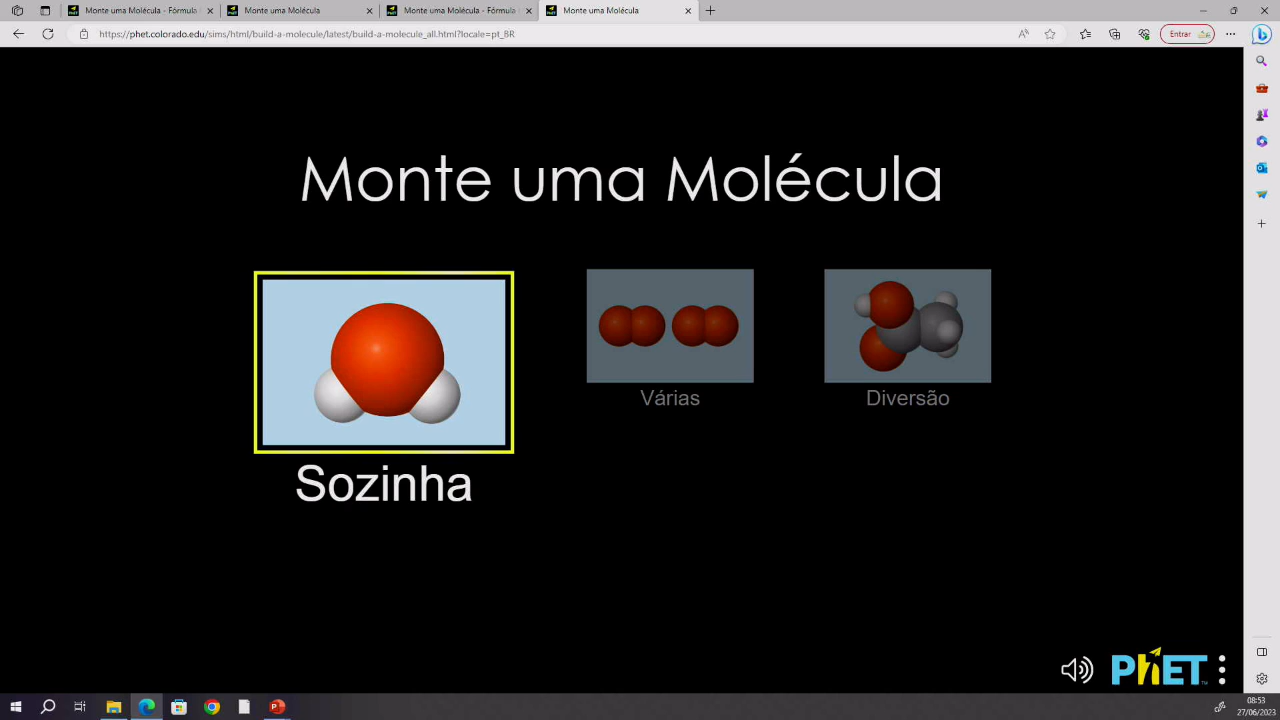 Monte uma Molécula - Fórmula
Monte uma Molécula
Monte uma Molécula - Fórmula
Monte uma Molécula
https://phet.colorado.edu/sims/html/build-a-molecule/latest/build-a-molecule_all.html?locale=pt_BR
Entrar
Monte uma Molécula
Várias
Diversão
Sozinha
PhET
08:53
27/06/2023